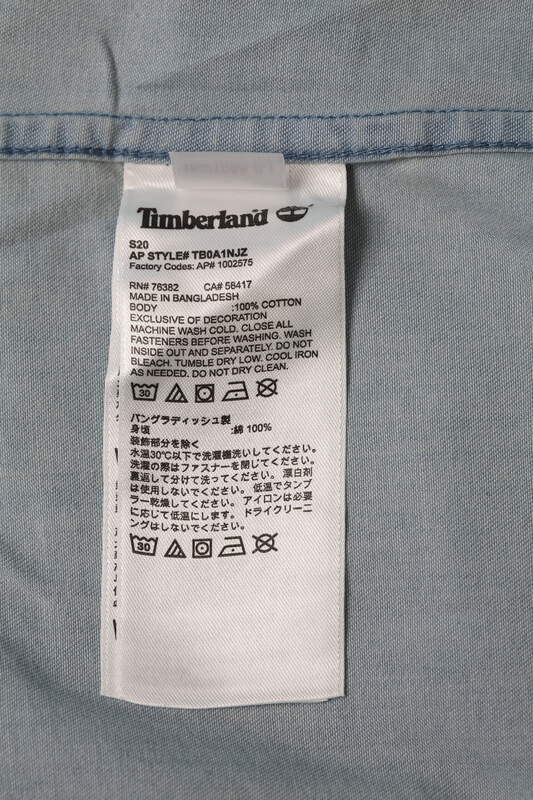 Timberland
S20
AP STYLE# TB0A1NJZ
Factory Codes: AP# 1002575
RN# 76382 CA# 56417
MADE IN BANGLADESH
BODY :100% COTTON
EXCLUSIVE OF DECORATION
MACHINE WASH COLD. CLOSE ALL
FASTENERS BEFORE WASHING. WASH
INSIDE OUT AND SEPARATELY. DO NOT
BLEACH. TUMBLE DRY LOW. COOL IRON
AS NEEDED. DO NOT DRY CLEAN.
30
バングラディッシュ製
身頃 :綿 100%
装飾部分を除く
水温30℃以下で洗濯機洗いしてください。
洗濯の際はファスナーを閉じてください。
裏返して分けて洗ってください。 漂白剤
は使用しないでください。 低温でタンブ
ラー乾燥してください。 アイロンは必要
に応じて低温にします。 ドライクリーニ
ングはしないでください。
30